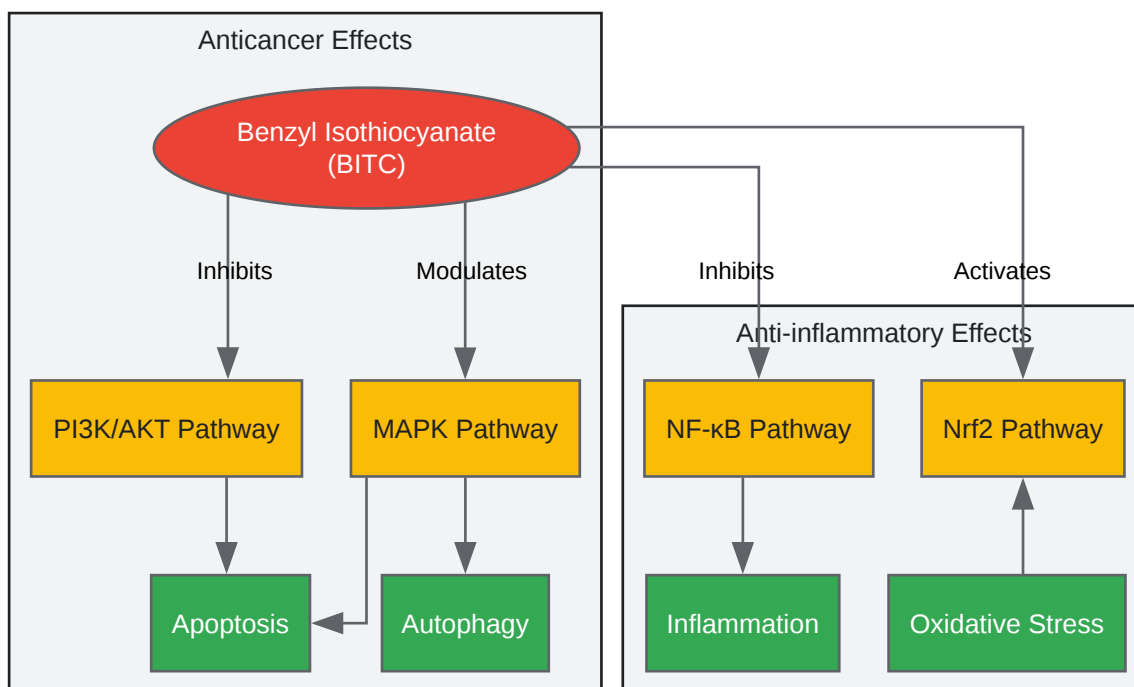 Anticancer Effects
Benzyl Isothiocyanate
(BITC)
Inhibits
Modulates
Inhibits
Activates
Anti-inflammatory Effects
PI3K/AKT Pathway
MAPK Pathway
NF-κB Pathway
Nrf2 Pathway
Apoptosis
Autophagy
Inflammation
Oxidative Stress